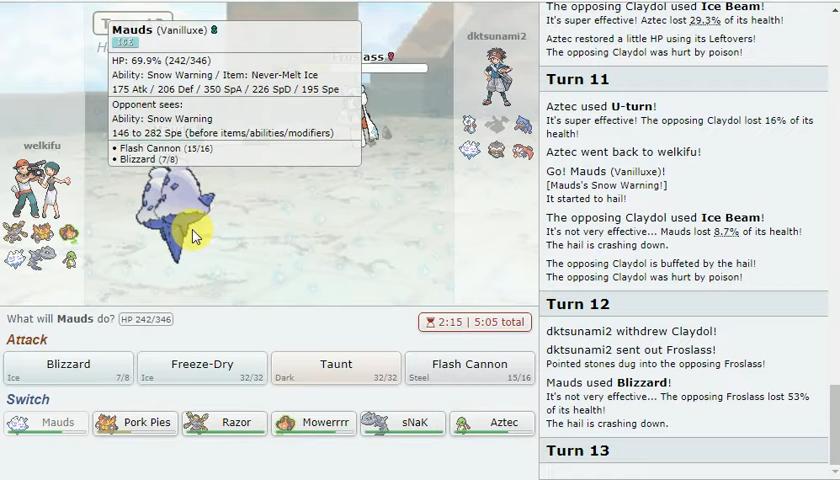 Mauds (Vanilluxe)
ICE
HP: 69.9% (242/346)
Ability: Snow Warning / Item: Never-Melt Ice
175 Atk / 206 Def / 350 SpA / 226 SpD / 195 Spe
Opponent sees:
Ability: Snow Warning
146 to 282 Spe (before items/abilities/modifiers)
• Flash Cannon (15/16)
• Blizzard (7/8)
dktsunami2
welkifu
What will Mauds do? HP 242/346
2:15 | 5:05 total
Attack
Blizzard
Ice 7/8
Freeze-Dry
Ice 32/32
Taunt
Dark 32/32
Flash Cannon
Steel 15/16
Switch
Mauds
Pork Pies
Razor
Mowerrrr
sNaK
Aztec
The opposing Claydol used Ice Beam!
It's super effective! Aztec lost 29.3% of its health!
Aztec restored a little HP using its Leftovers!
The opposing Claydol was hurt by poison!
Turn 11
Aztec used U-turn!
It's super effective! The opposing Claydol lost 16% of its
health!
Aztec went back to welkifu!
Go! Mauds (Vanilluxe)!
[Mauds's Snow Warning!]
It started to hail!
The opposing Claydol used Ice Beam!
It's not very effective... Mauds lost 8.7% of its health!
The hail is crashing down.
The opposing Claydol is buffeted by the hail!
The opposing Claydol was hurt by poison!
Turn 12
dktsunami2 withdrew Claydol!
dktsunami2 sent out Froslass!
Pointed stones dug into the opposing Froslass!
Mauds used Blizzard!
It's not very effective... The opposing Froslass lost 53%
of its health!
The hail is crashing down.
Turn 13